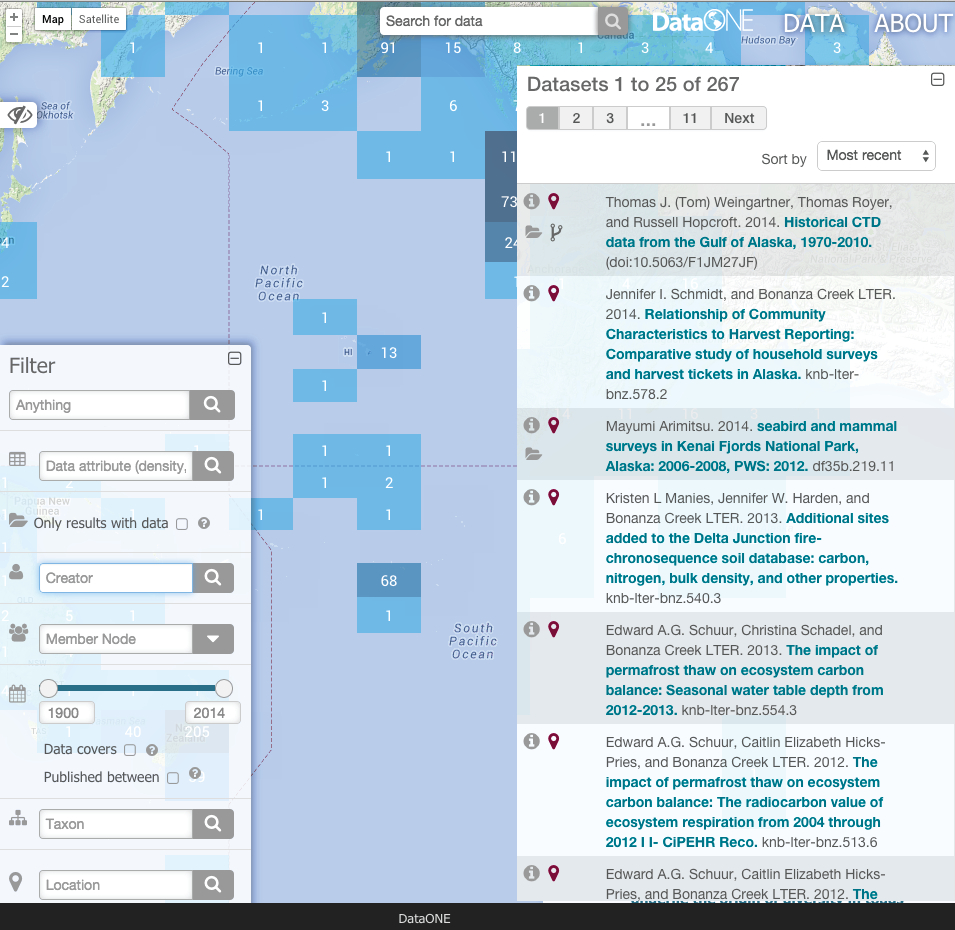 +
−
Map
Satellite
Search for data
DataONE
DATA
ABOUT
Canada
Hudson Bay
1
1
1
91
15
8
1
3
4
3
Bering Sea
Sea of
Okhotsk
1
3
6
1
1
11
73
24
4
2
North
Pacific
Ocean
1
HI
13
1
1
1
1
2
1
1
68
1
South
Pacific
Ocean
Datasets 1 to 25 of 267
1
2
3
...
11
Next
Sort by
Most recent
Thomas J. (Tom) Weingartner, Thomas Royer,
and Russell Hopcroft. 2014. Historical CTD
data from the Gulf of Alaska, 1970-2010.
(doi:10.5063/F1JM27JF)
Jennifer I. Schmidt, and Bonanza Creek LTER.
2014. Relationship of Community
Characteristics to Harvest Reporting:
Comparative study of household surveys
and harvest tickets in Alaska. knb-lter-
bnz.578.2
Mayumi Arimitsu. 2014. seabird and mammal
surveys in Kenai Fjords National Park,
Alaska: 2006-2008, PWS: 2012. df35b.219.11
Kristen L Manies, Jennifer W. Harden, and
Bonanza Creek LTER. 2013. Additional sites
added to the Delta Junction fire-
chronosequence soil database: carbon,
nitrogen, bulk density, and other properties.
knb-lter-bnz.540.3
Edward A.G. Schuur, Christina Schadel, and
Bonanza Creek LTER. 2013. The impact of
permafrost thaw on ecosystem carbon
balance: Seasonal water table depth from
2012-2013. knb-lter-bnz.554.3
Edward A.G. Schuur, Caitlin Elizabeth Hicks-
Pries, and Bonanza Creek LTER. 2012. The
impact of permafrost thaw on ecosystem
carbon balance: The radiocarbon value of
ecosystem respiration from 2004 through
2012 I I- CiPEHR Reco. knb-lter-bnz.513.6
Edward A.G. Schuur, Caitlin Elizabeth Hicks-
Pries, and Bonanza Creek LTER. 2012. The
Filter
Anything
Data attribute (density,
Papua New
Guinea
Only results with data
?
Creator
Member Node
1900
2014
40
205
Data covers
?
Published between
?
Taxon
Location
DataONE